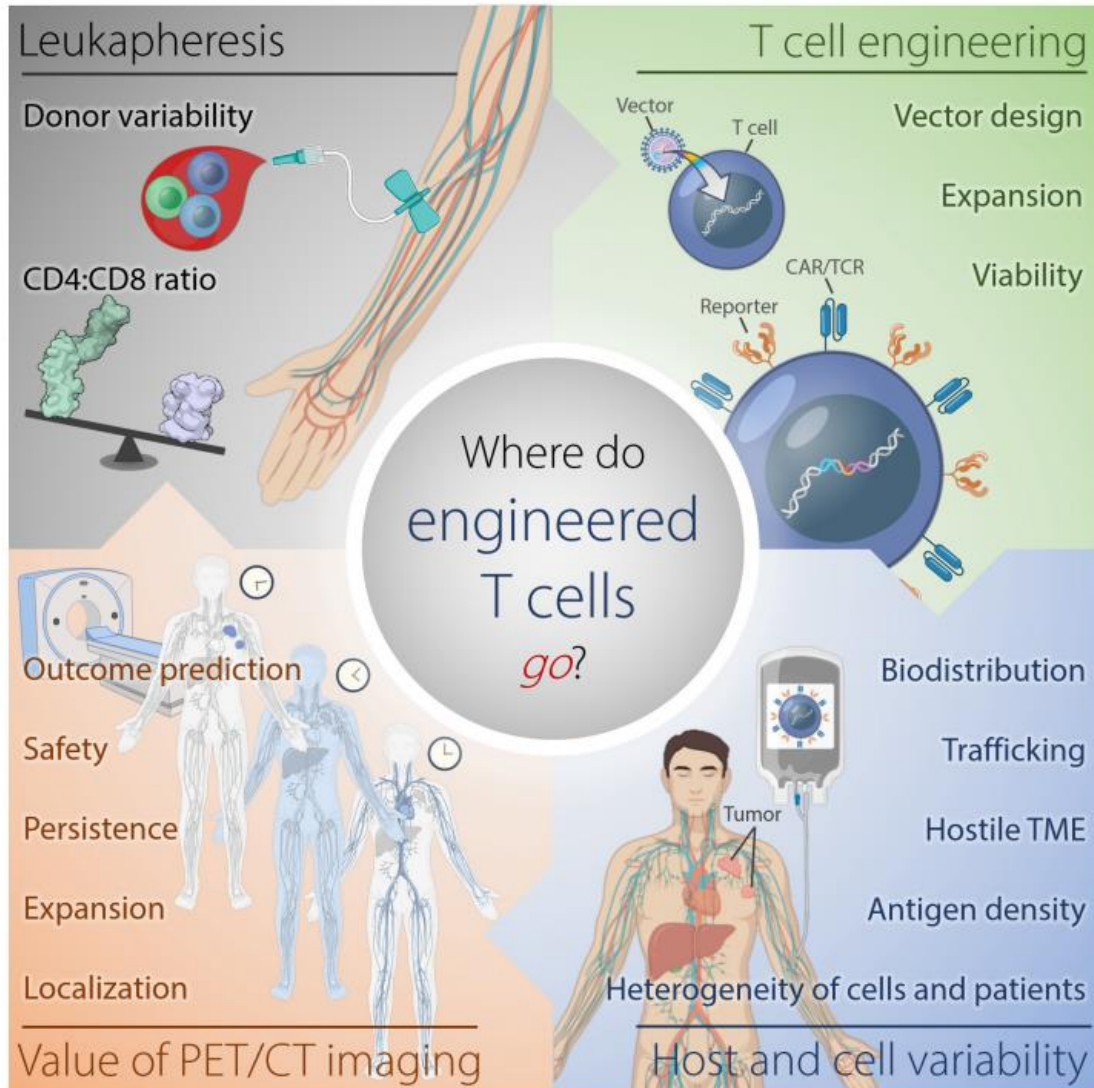 Leukapheresis
Donor variability
CD4:CD8 ratio
T cell engineering
Vector
T cell
Vector design
Expansion
Viability
CAR/TCR
Reporter
Where do
engineered
T cells
go?
Outcome prediction
Safety
Persistence
Expansion
Localization
Value of PET/CT imaging
Biodistribution
Trafficking
Tumor
Hostile TME
Antigen density
Heterogeneity of cells and patients
Host and cell variability